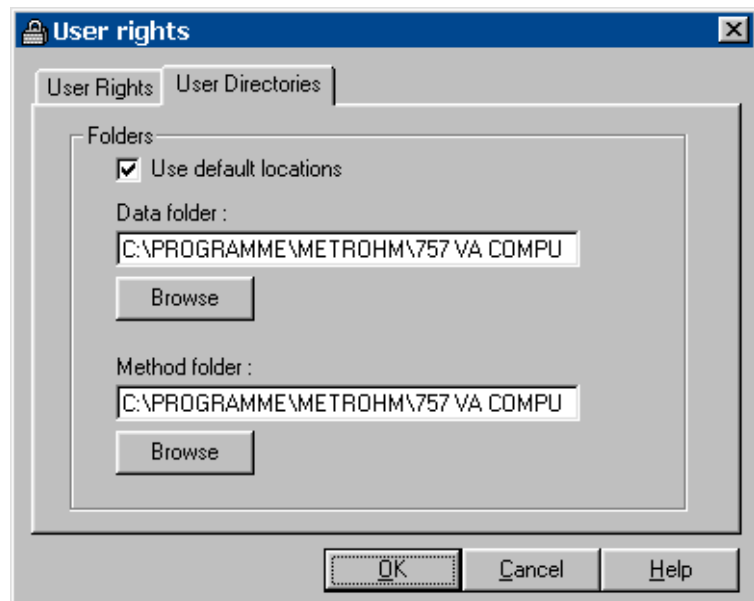 User rights
User Rights User Directories
Folders
Use default locations
Data folder :
C:\PROGRAMME\METROHM\757 VA COMPU
Browse
Method folder :
C:\PROGRAMME\METROHM\757 VA COMPU
Browse
OK Cancel Help